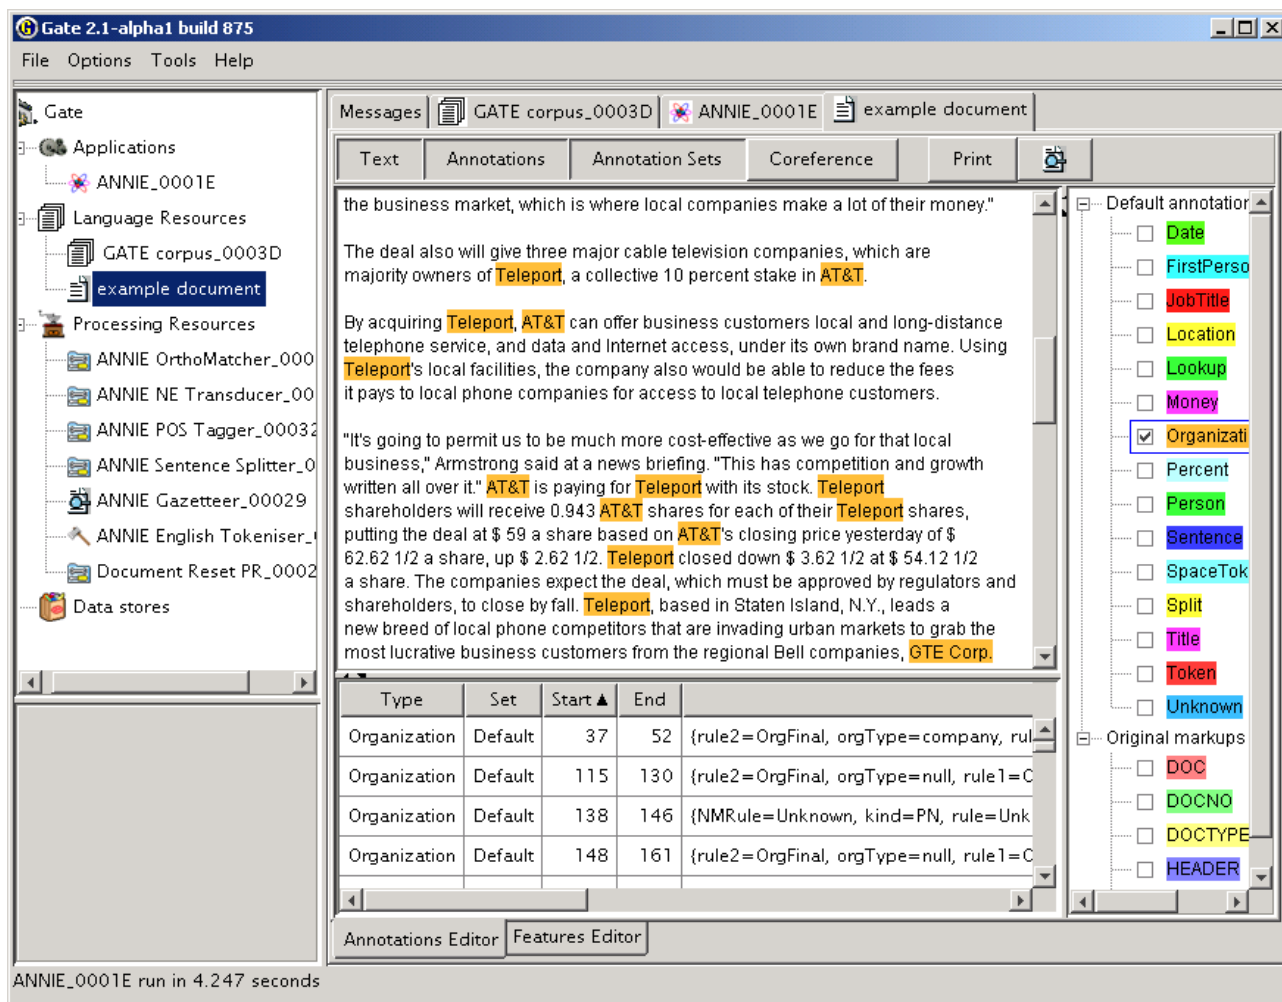 Gate 2.1-alpha1 build 875
File Options Tools Help
Gate
Applications
ANNIE_0001E
Language Resources
GATE corpus_0003D
example document
Processing Resources
ANNIE OrthoMatcher_000
ANNIE NE Transducer_00
ANNIE POS Tagger_00032
ANNIE Sentence Splitter_0
ANNIE Gazetteer_00029
ANNIE English Tokeniser_
Document Reset PR_0002
Data stores
Messages GATE corpus_0003D ANNIE_0001E example document
Text Annotations Annotation Sets Coreference Print
the business market, which is where local companies make a lot of their money."
The deal also will give three major cable television companies, which are
majority owners of Teleport, a collective 10 percent stake in AT&T.
By acquiring Teleport, AT&T can offer business customers local and long-distance
telephone service, and data and Internet access, under its own brand name. Using
Teleport's local facilities, the company also would be able to reduce the fees
it pays to local phone companies for access to local telephone customers.
"It's going to permit us to be much more cost-effective as we go for that local
business," Armstrong said at a news briefing. "This has competition and growth
written all over it." AT&T is paying for Teleport with its stock. Teleport
shareholders will receive 0.943 AT&T shares for each of their Teleport shares,
putting the deal at $ 59 a share based on AT&T's closing price yesterday of $
62.62 1/2 a share, up $ 2.62 1/2. Teleport closed down $ 3.62 1/2 at $ 54.12 1/2
a share. The companies expect the deal, which must be approved by regulators and
shareholders, to close by fall. Teleport, based in Staten Island, N.Y., leads a
new breed of local phone competitors that are invading urban markets to grab the
most lucrative business customers from the regional Bell companies, GTE Corp.
Default annotation
Date
FirstPerso
JobTitle
Location
Lookup
Money
Organizati
Percent
Person
Sentence
SpaceTok
Split
Title
Token
Unknown
Original markups
DOC
DOCNO
DOCTYPE
HEADER
Type Set Start End
Organization Default 37 52 {rule2=OrgFinal, orgType=company, rul
Organization Default 115 130 {rule2=OrgFinal, orgType=null, rule1=O
Organization Default 138 146 {NMRule=Unknown, kind=PN, rule=Unk
Organization Default 148 161 {rule2=OrgFinal, orgType=null, rule1=O
Annotations Editor Features Editor
ANNIE_0001E run in 4.247 seconds